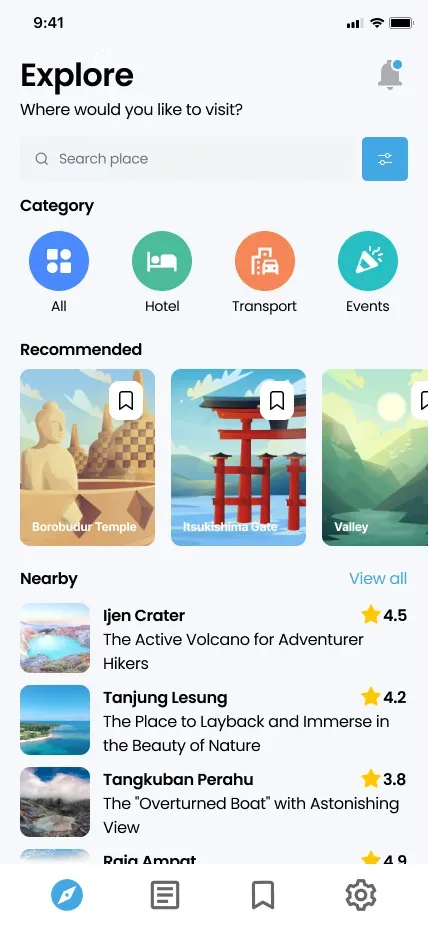 9:41
Explore
Where would you like to visit?
Search place
Category
All
Hotel
Transport
Events
Recommended
Borobudur Temple
Itsukishima Gate
Valley
Nearby
View all
Ijen Crater
4.5
The Active Volcano for Adventurer
Hikers
Tanjung Lesung
4.2
The Place to Layback and Immerse in
the Beauty of Nature
Tangkuban Perahu
3.8
The "Overturned Boat" with Astonishing
View
Raja Ampat
4.9